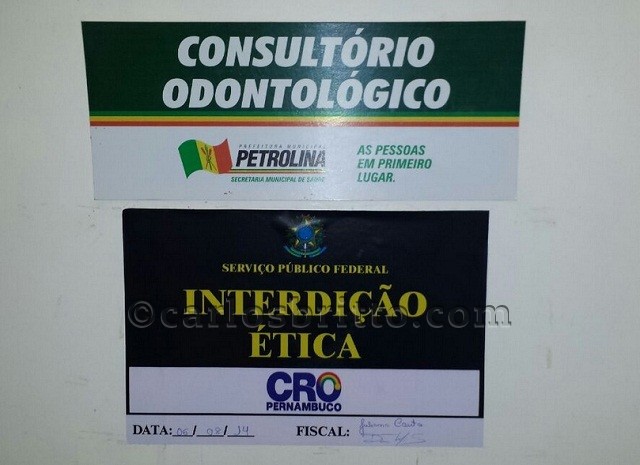 CONSULTÓRIO
ODONTOLÓGICO
PREFEITURA MUNICIPAL
PETROLINA
SECRETARIA MUNICIPAL DE SAÚDE
AS PESSOAS
EM PRIMEIRO
LUGAR.
SERVIÇO PÚBLICO FEDERAL
INTERDIÇÃO
©carlosbritto.com
ÉTICA
CRO
PERNAMBUCO
DATA: 06/ 08/ 14 FISCAL: